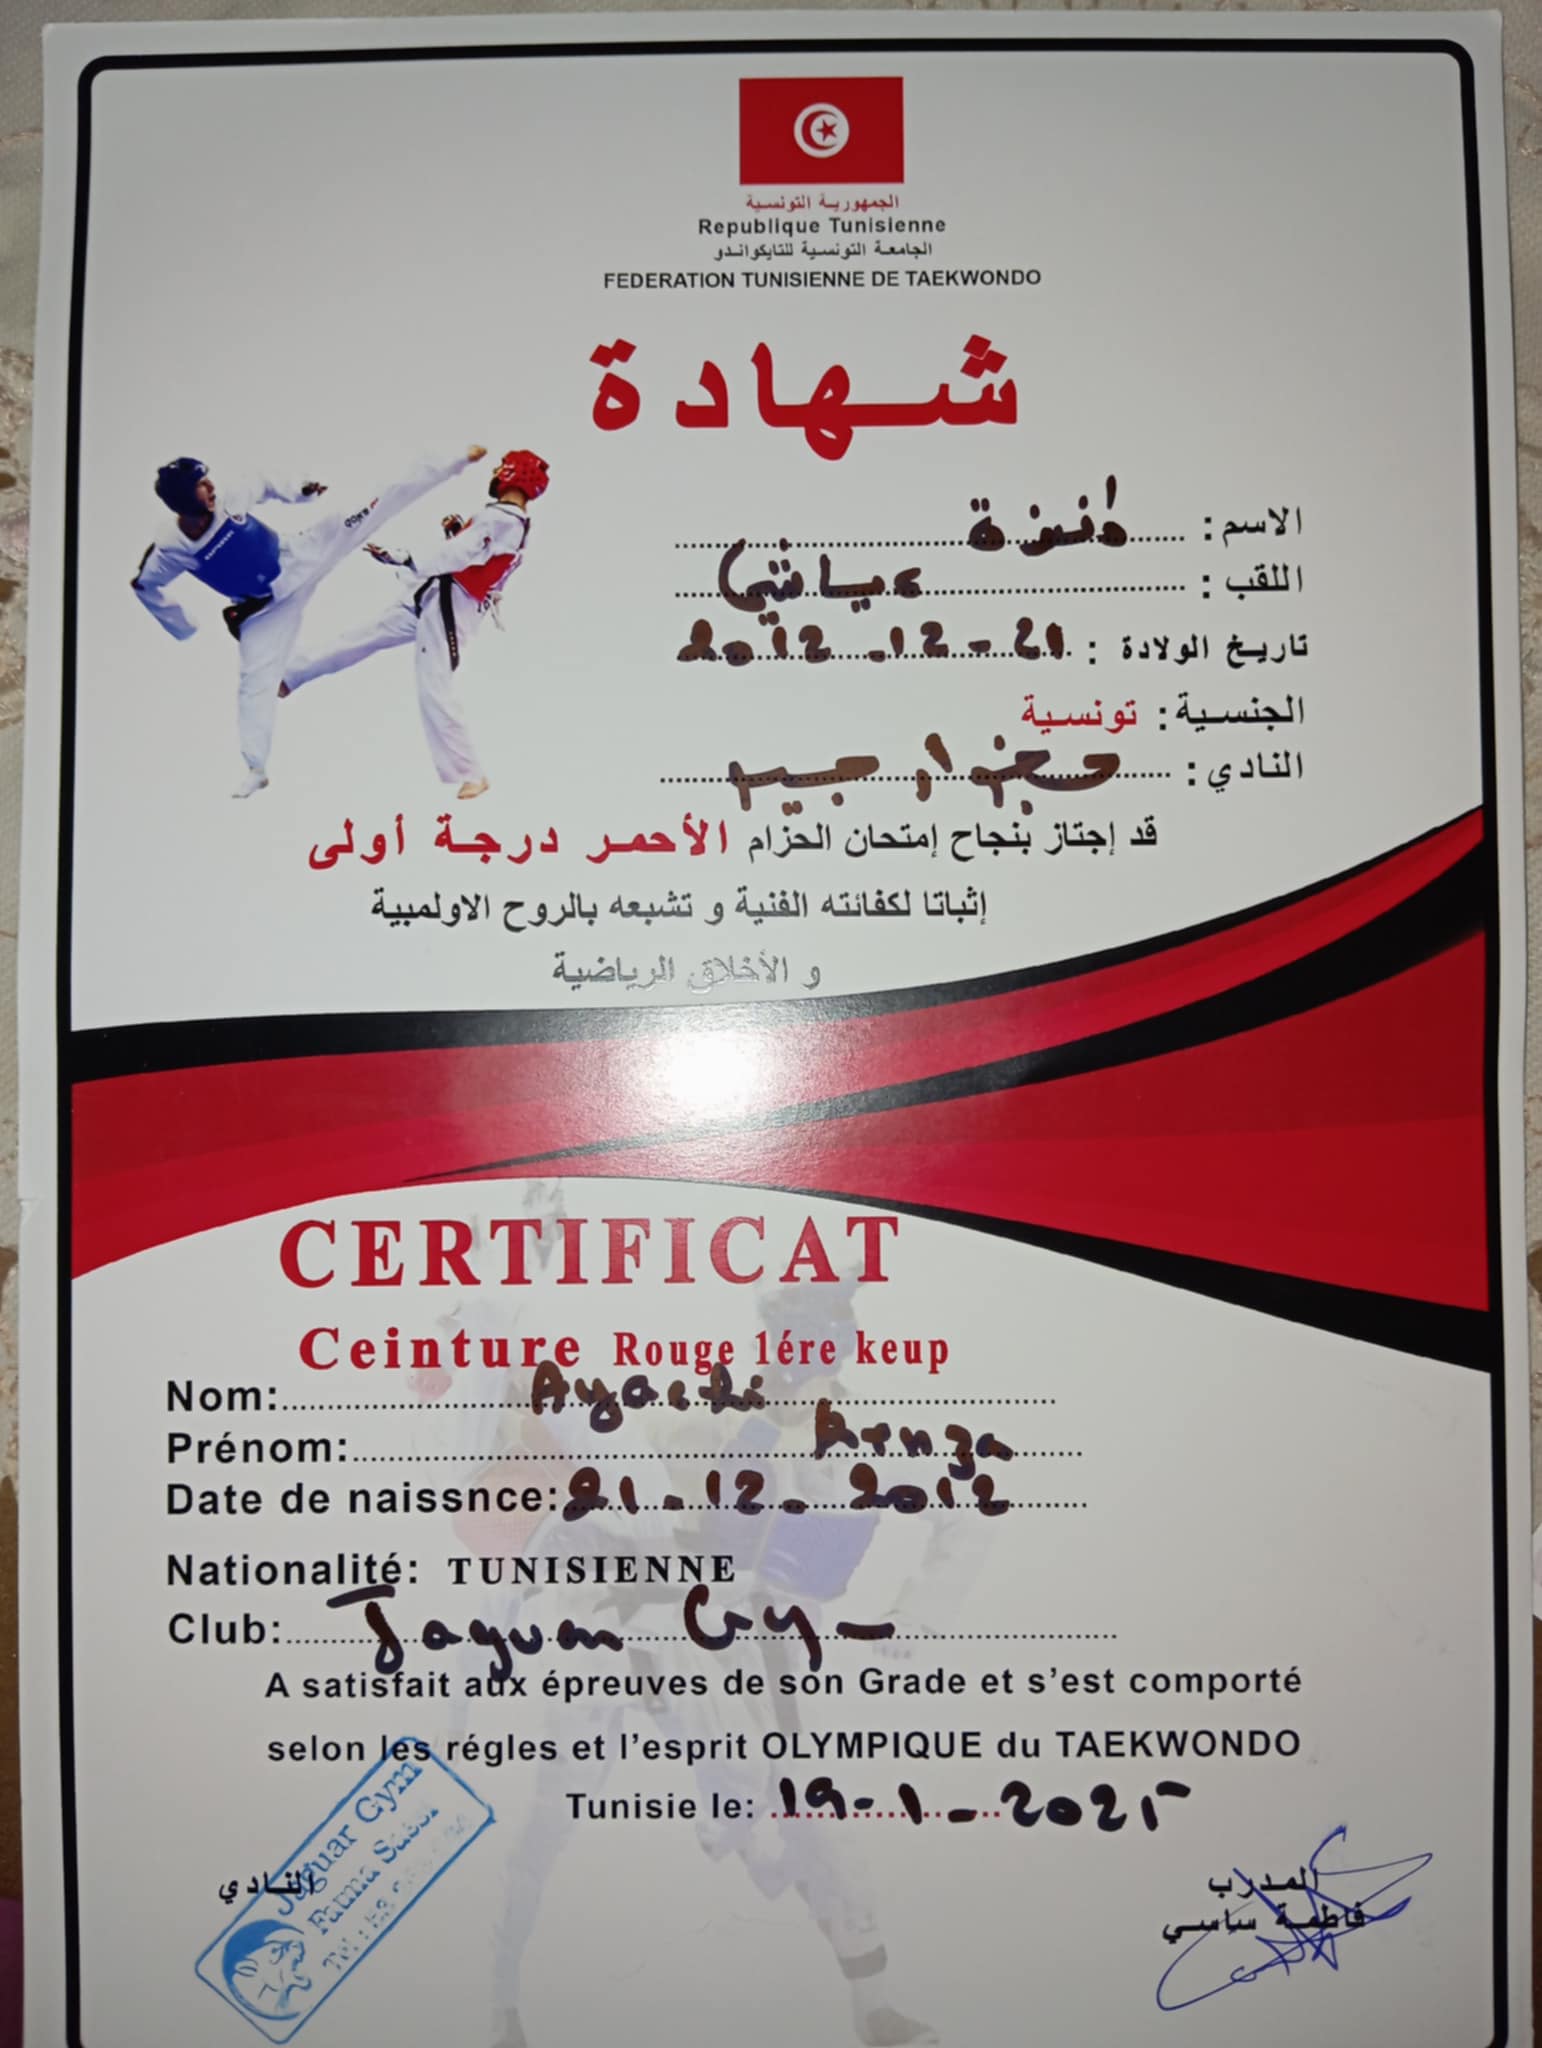 الجمهورية التونسية
Republique Tunisienne
الجامعة التونسية للتايكواندو
FEDERATION TUNISIENNE DE TAEKWONDO
شهادة
الاسم :
اللقب : عياشي
تاريخ الولادة : 21-12-2012
الجنسية : تونسية
النادي : جيم
قد إجتاز بنجاح إمتحان الحزام الأحمر درجة أولى
إثباتا لكفائته الفنية و تشبعه بالروح الاولمبية
و الأخلاق الرياضية
CERTIFICAT
Ceinture Rouge 1ére keup
Nom: Ayachi
Prénom:
Date de naissnce: 21-12-2012
Nationalité: TUNISIENNE
Club: Jaguar Gym
A satisfait aux épreuves de son Grade et s'est comporté
selon les régles et l'esprit OLYMPIQUE du TAEKWONDO
Tunisie le: 19-1-2025
النادي
Jaguar Gym
Tel:
المدرب
فاطمة ساسي